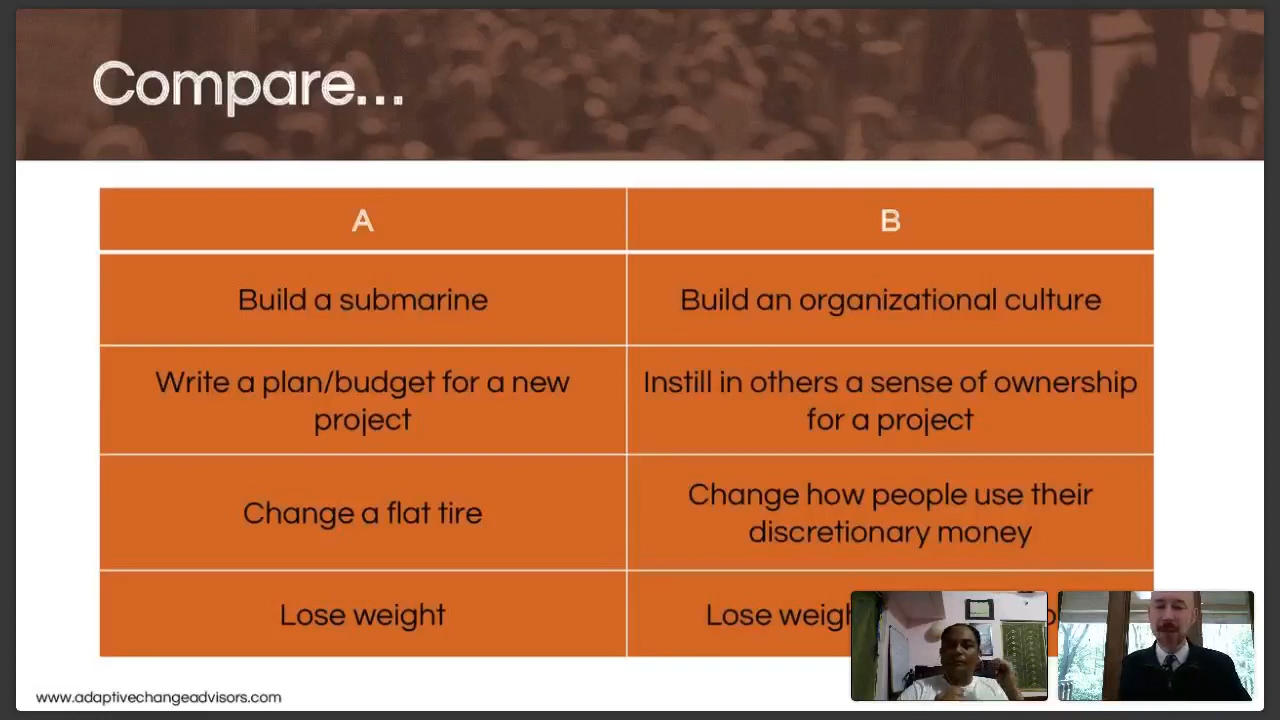 Compare...
A
B
Build a submarine
Build an organizational culture
Write a plan/budget for a new
project
Instill in others a sense of ownership
for a project
Change a flat tire
Change how people use their
discretionary money
Lose weight
Lose
www.adaptivechangeadvisors.com